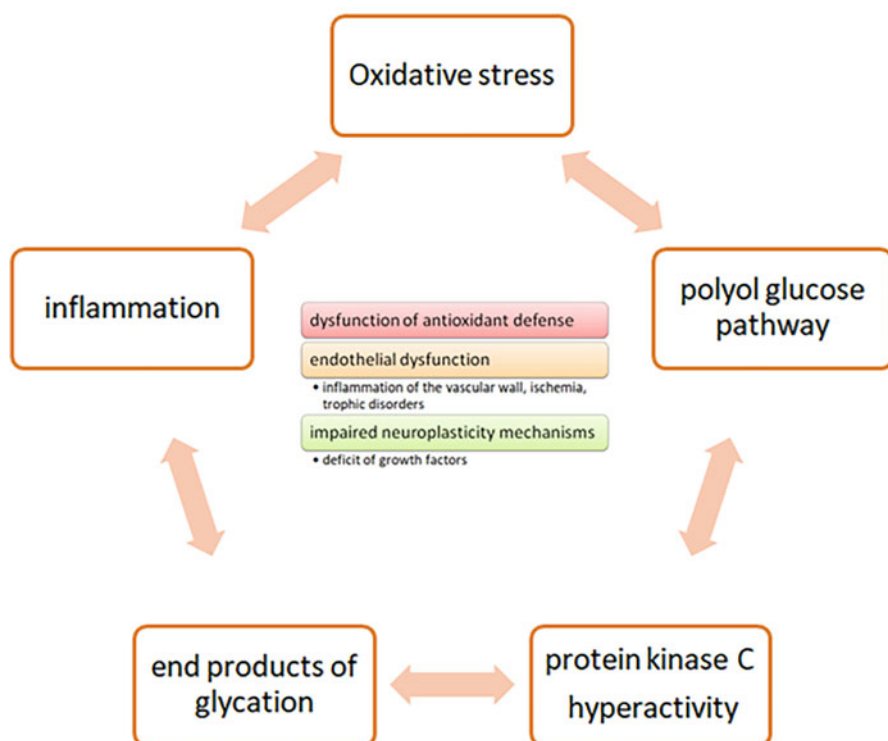 Oxidative stress
inflammation
polyol glucose
pathway
dysfunction of antioxidant defense
endothelial dysfunction
• inflammation of the vascular wall, ischemia,
trophic disorders
impaired neuroplasticity mechanisms
• deficit of growth factors
end products of
glycation
protein kinase C
hyperactivity